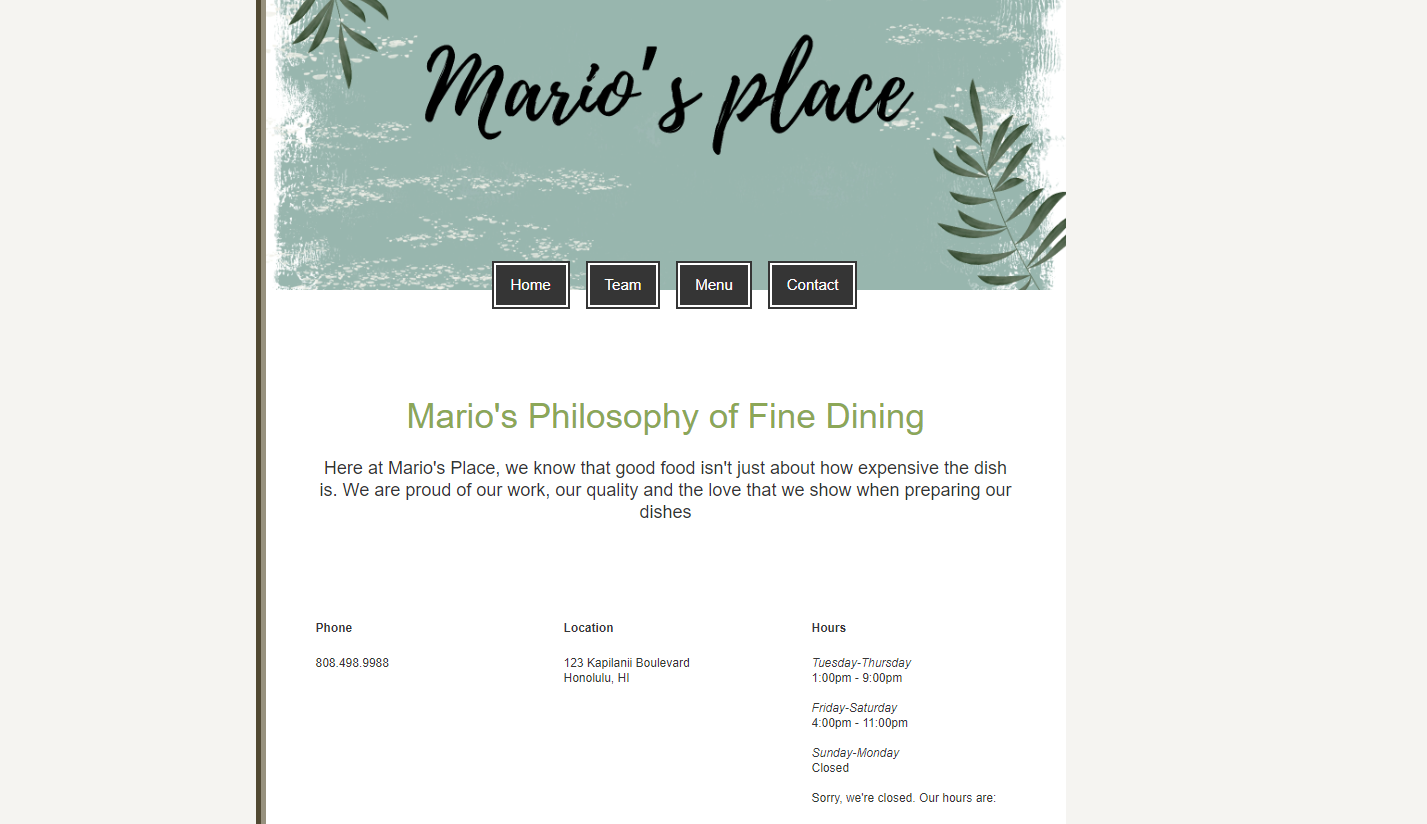 Mario's place
Home Team Menu Contact
Mario's Philosophy of Fine Dining
Here at Mario's Place, we know that good food isn't just about how expensive the dish
is. We are proud of our work, our quality and the love that we show when preparing our
dishes
Phone
808.498.9988
Location
123 Kapilanii Boulevard
Honolulu, HI
Hours
Tuesday-Thursday
1:00pm - 9:00pm
Friday-Saturday
4:00pm - 11:00pm
Sunday-Monday
Closed
Sorry, we're closed. Our hours are: